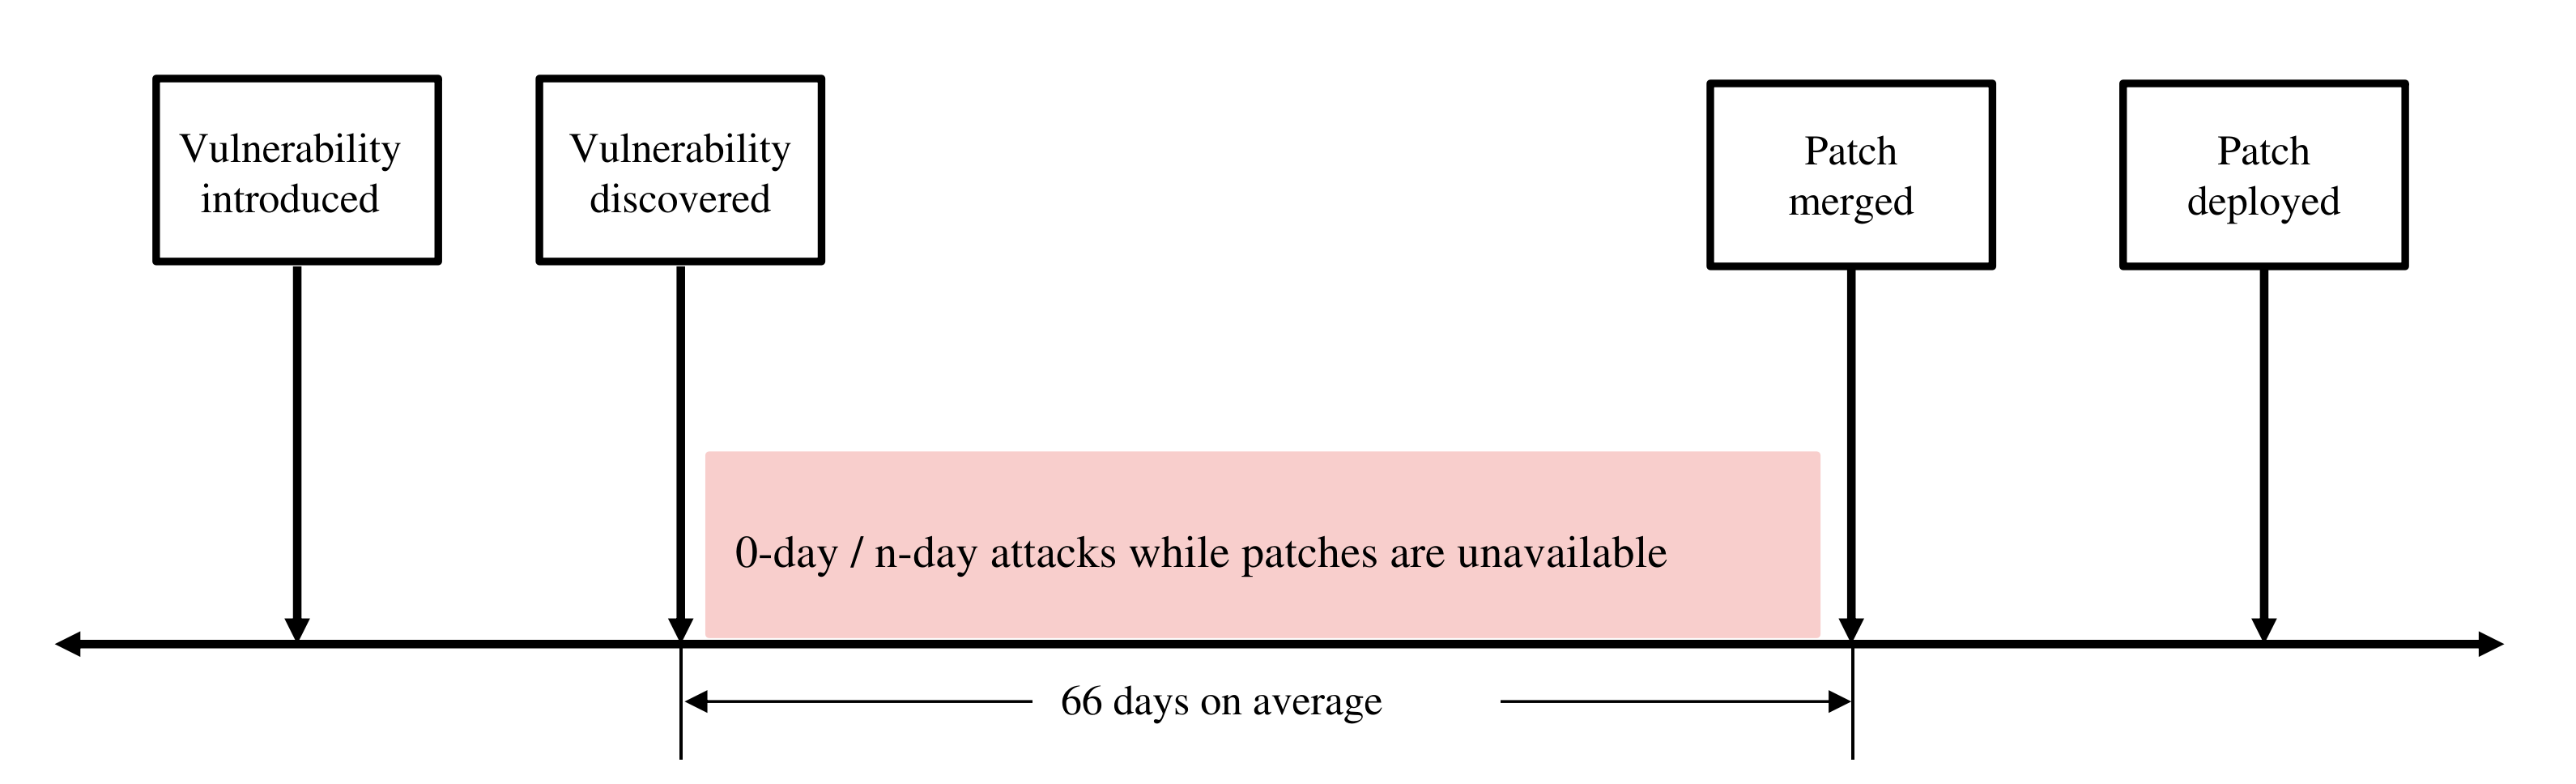 Vulnerability
introduced
Vulnerability
discovered
Patch
merged
Patch
deployed
0-day / n-day attacks while patches are unavailable
66 days on average